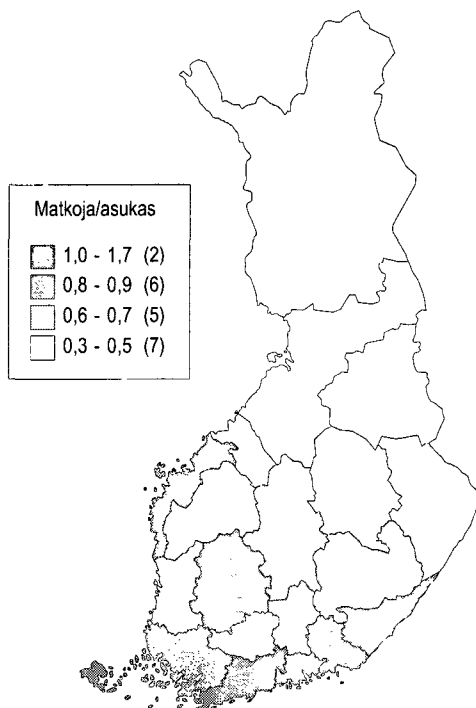 Matkoja/asukas
1,0 - 1,7 (2)
0,8 - 0,9 (6)
0,6 - 0,7 (5)
0,3 - 0,5 (7)